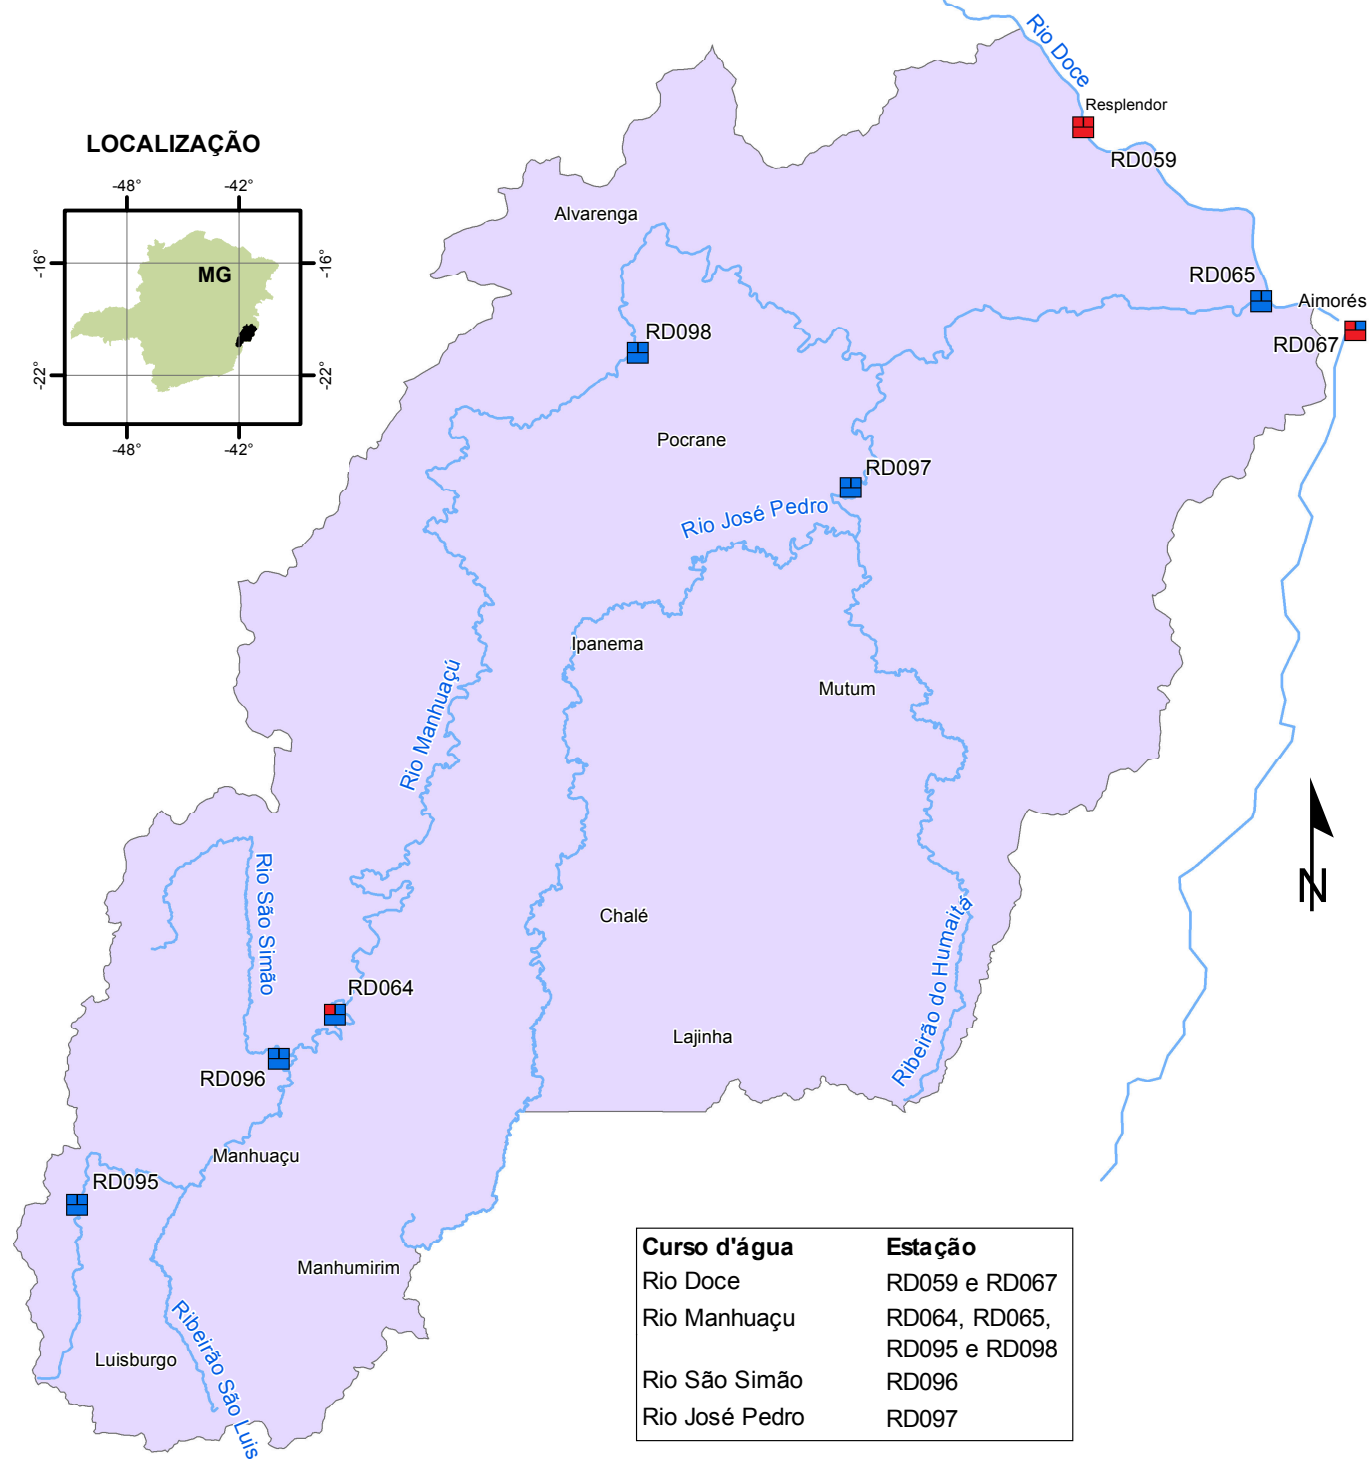 Rio Doce
Resplendor
RD059
LOCALIZAÇÃO
-48°
-42°
-16°
-16°
MG
-22°
-22°
-48°
-42°
Alvarenga
RD065
Aimorés
RD067
RD098
Pocrane
RD097
Rio José Pedro
Ipanema
Mutum
Rio Manhuaçú
Rio São Simão
Chalé
Ribeirão do Humaitá
N
RD064
Lajinha
RD096
Manhuaçu
RD095
Manhumirim
Luisburgo
Ribeirão São Luis
Curso d'água Estação
Rio Doce RD059 e RD067
Rio Manhuaçu RD064, RD065,
RD095 e RD098
Rio São Simão RD096
Rio José Pedro RD097